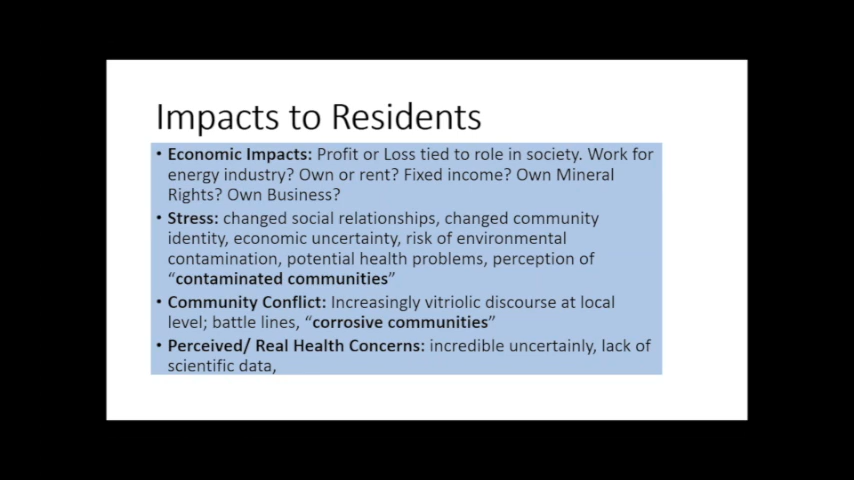 Impacts to Residents
• Economic Impacts: Profit or Loss tied to role in society. Work for
energy industry? Own or rent? Fixed income? Own Mineral
Rights? Own Business?
• Stress: changed social relationships, changed community
identity, economic uncertainty, risk of environmental
contamination, potential health problems, perception of
“contaminated communities”
• Community Conflict: Increasingly vitriolic discourse at local
level; battle lines, “corrosive communities”
• Perceived/ Real Health Concerns: incredible uncertainly, lack of
scientific data,